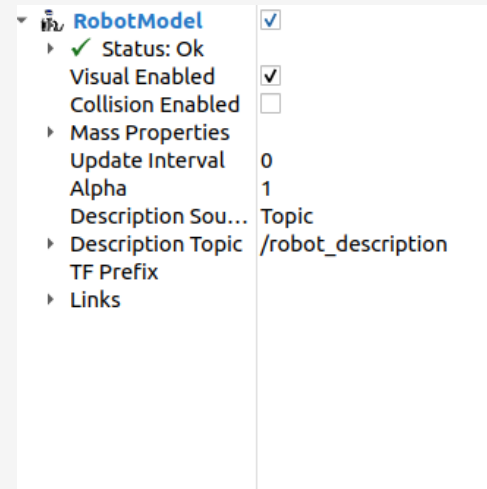 RobotModel
Status: Ok
Visual Enabled
Collision Enabled
Mass Properties
Update Interval 0
Alpha 1
Description Sou... Topic
Description Topic /robot_description
TF Prefix
Links